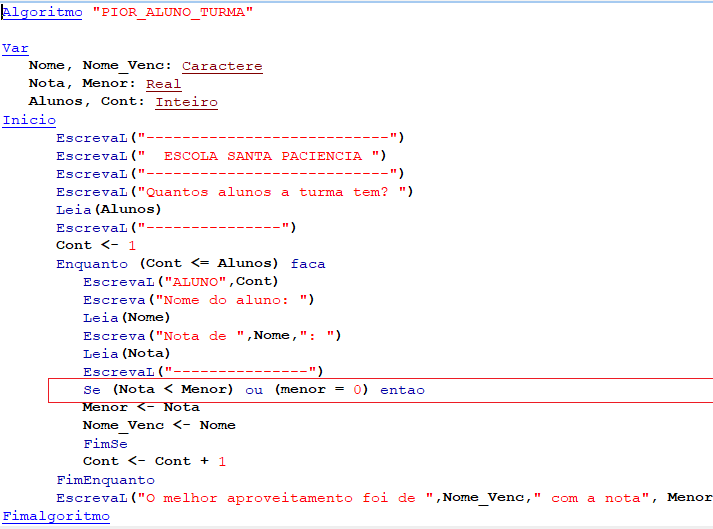 Algoritmo "PIOR_ALUNO_TURMA"
Var
Nome, Nome_Venc: Caractere
Nota, Menor: Real
Alunos, Cont: Inteiro
Inicio
EscrevaL("---------------------------")
EscrevaL("  ESCOLA SANTA PACIENCIA ")
EscrevaL("---------------------------")
EscrevaL("Quantos alunos a turma tem? ")
Leia(Alunos)
EscrevaL("---------------")
Cont <- 1
Enquanto (Cont <= Alunos) faca
EscrevaL("ALUNO",Cont)
Escreva("Nome do aluno: ")
Leia(Nome)
Escreva("Nota de ",Nome,": ")
Leia(Nota)
EscrevaL("---------------")
Se (Nota < Menor) ou (menor = 0) entao
Menor <- Nota
Nome_Venc <- Nome
FimSe
Cont <- Cont + 1
FimEnquanto
EscrevaL("O melhor aproveitamento foi de ",Nome_Venc," com a nota", Menor
Fimalgoritmo